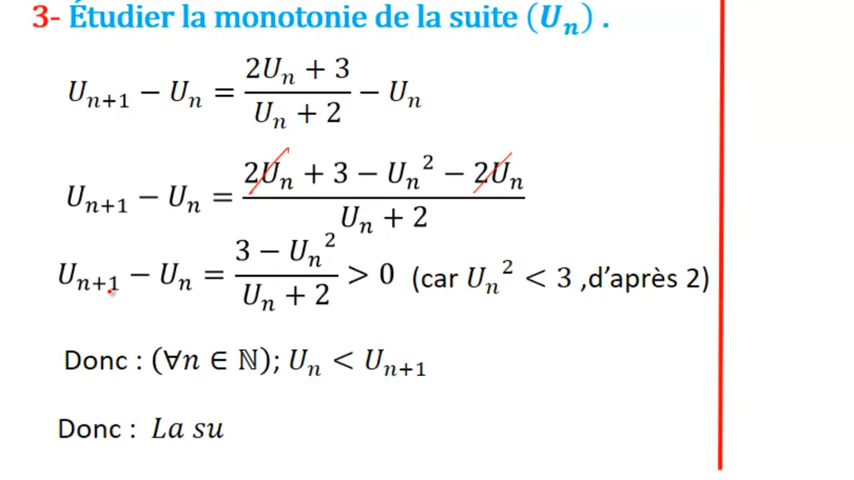 3- Étudier la monotonie de la suite (Uₙ) .
Uₙ₊₁ − Uₙ = (2Uₙ + 3)/(Uₙ + 2) − Uₙ
Uₙ₊₁ − Uₙ = (2Uₙ + 3 − Uₙ² − 2Uₙ)/(Uₙ + 2)
Uₙ₊₁ − Uₙ = (3 − Uₙ²)/(Uₙ + 2) > 0 (car Uₙ² < 3 ,d’après 2)
Donc : (∀n ∈ ℕ); Uₙ < Uₙ₊₁
Donc : La su